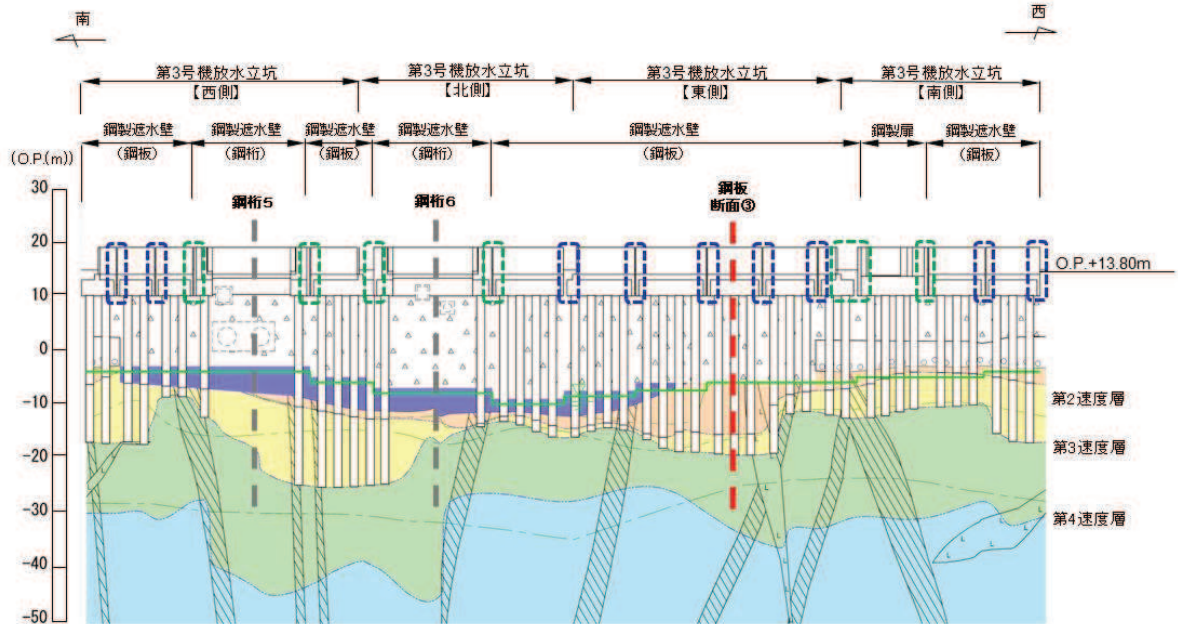 南
西
第3号機放水立坑
【西側】
第3号機放水立坑
【北側】
第3号機放水立坑
【東側】
第3号機放水立坑
【南側】
鋼製遮水壁
(鋼板)
鋼製遮水壁
(鋼桁)
鋼製遮水壁
(鋼板)
鋼製遮水壁
(鋼桁)
鋼製遮水壁
(鋼板)
鋼製扉
鋼製遮水壁
(鋼板)
(O.P.(m))
30
20
10
0
-10
-20
-30
-40
-50
鋼桁5
鋼桁6
鋼板
断面③
O.P.+13.80m
第2速度層
第3速度層
第4速度層